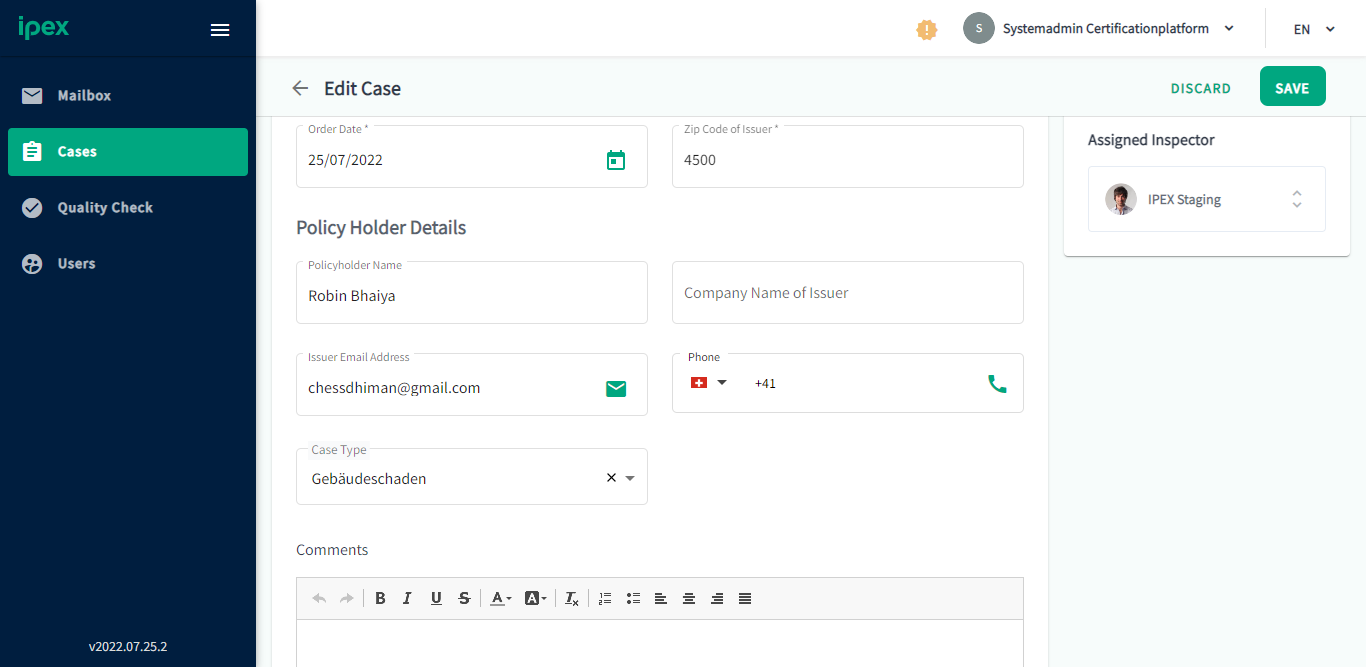 ipex
S
Systemadmin Certificationplatform
EN
Mailbox
Cases
Quality Check
Users
v2022.07.25.2
Edit Case
DISCARD
SAVE
Order Date *
25/07/2022
Zip Code of Issuer *
4500
Policy Holder Details
Policyholder Name
Robin Bhaiya
Company Name of Issuer
Issuer Email Address
chessdhiman@gmail.com
Phone
+41
Case Type
Gebäudeschaden
Comments
B I U S A A Tx
Assigned Inspector
IPEX Staging